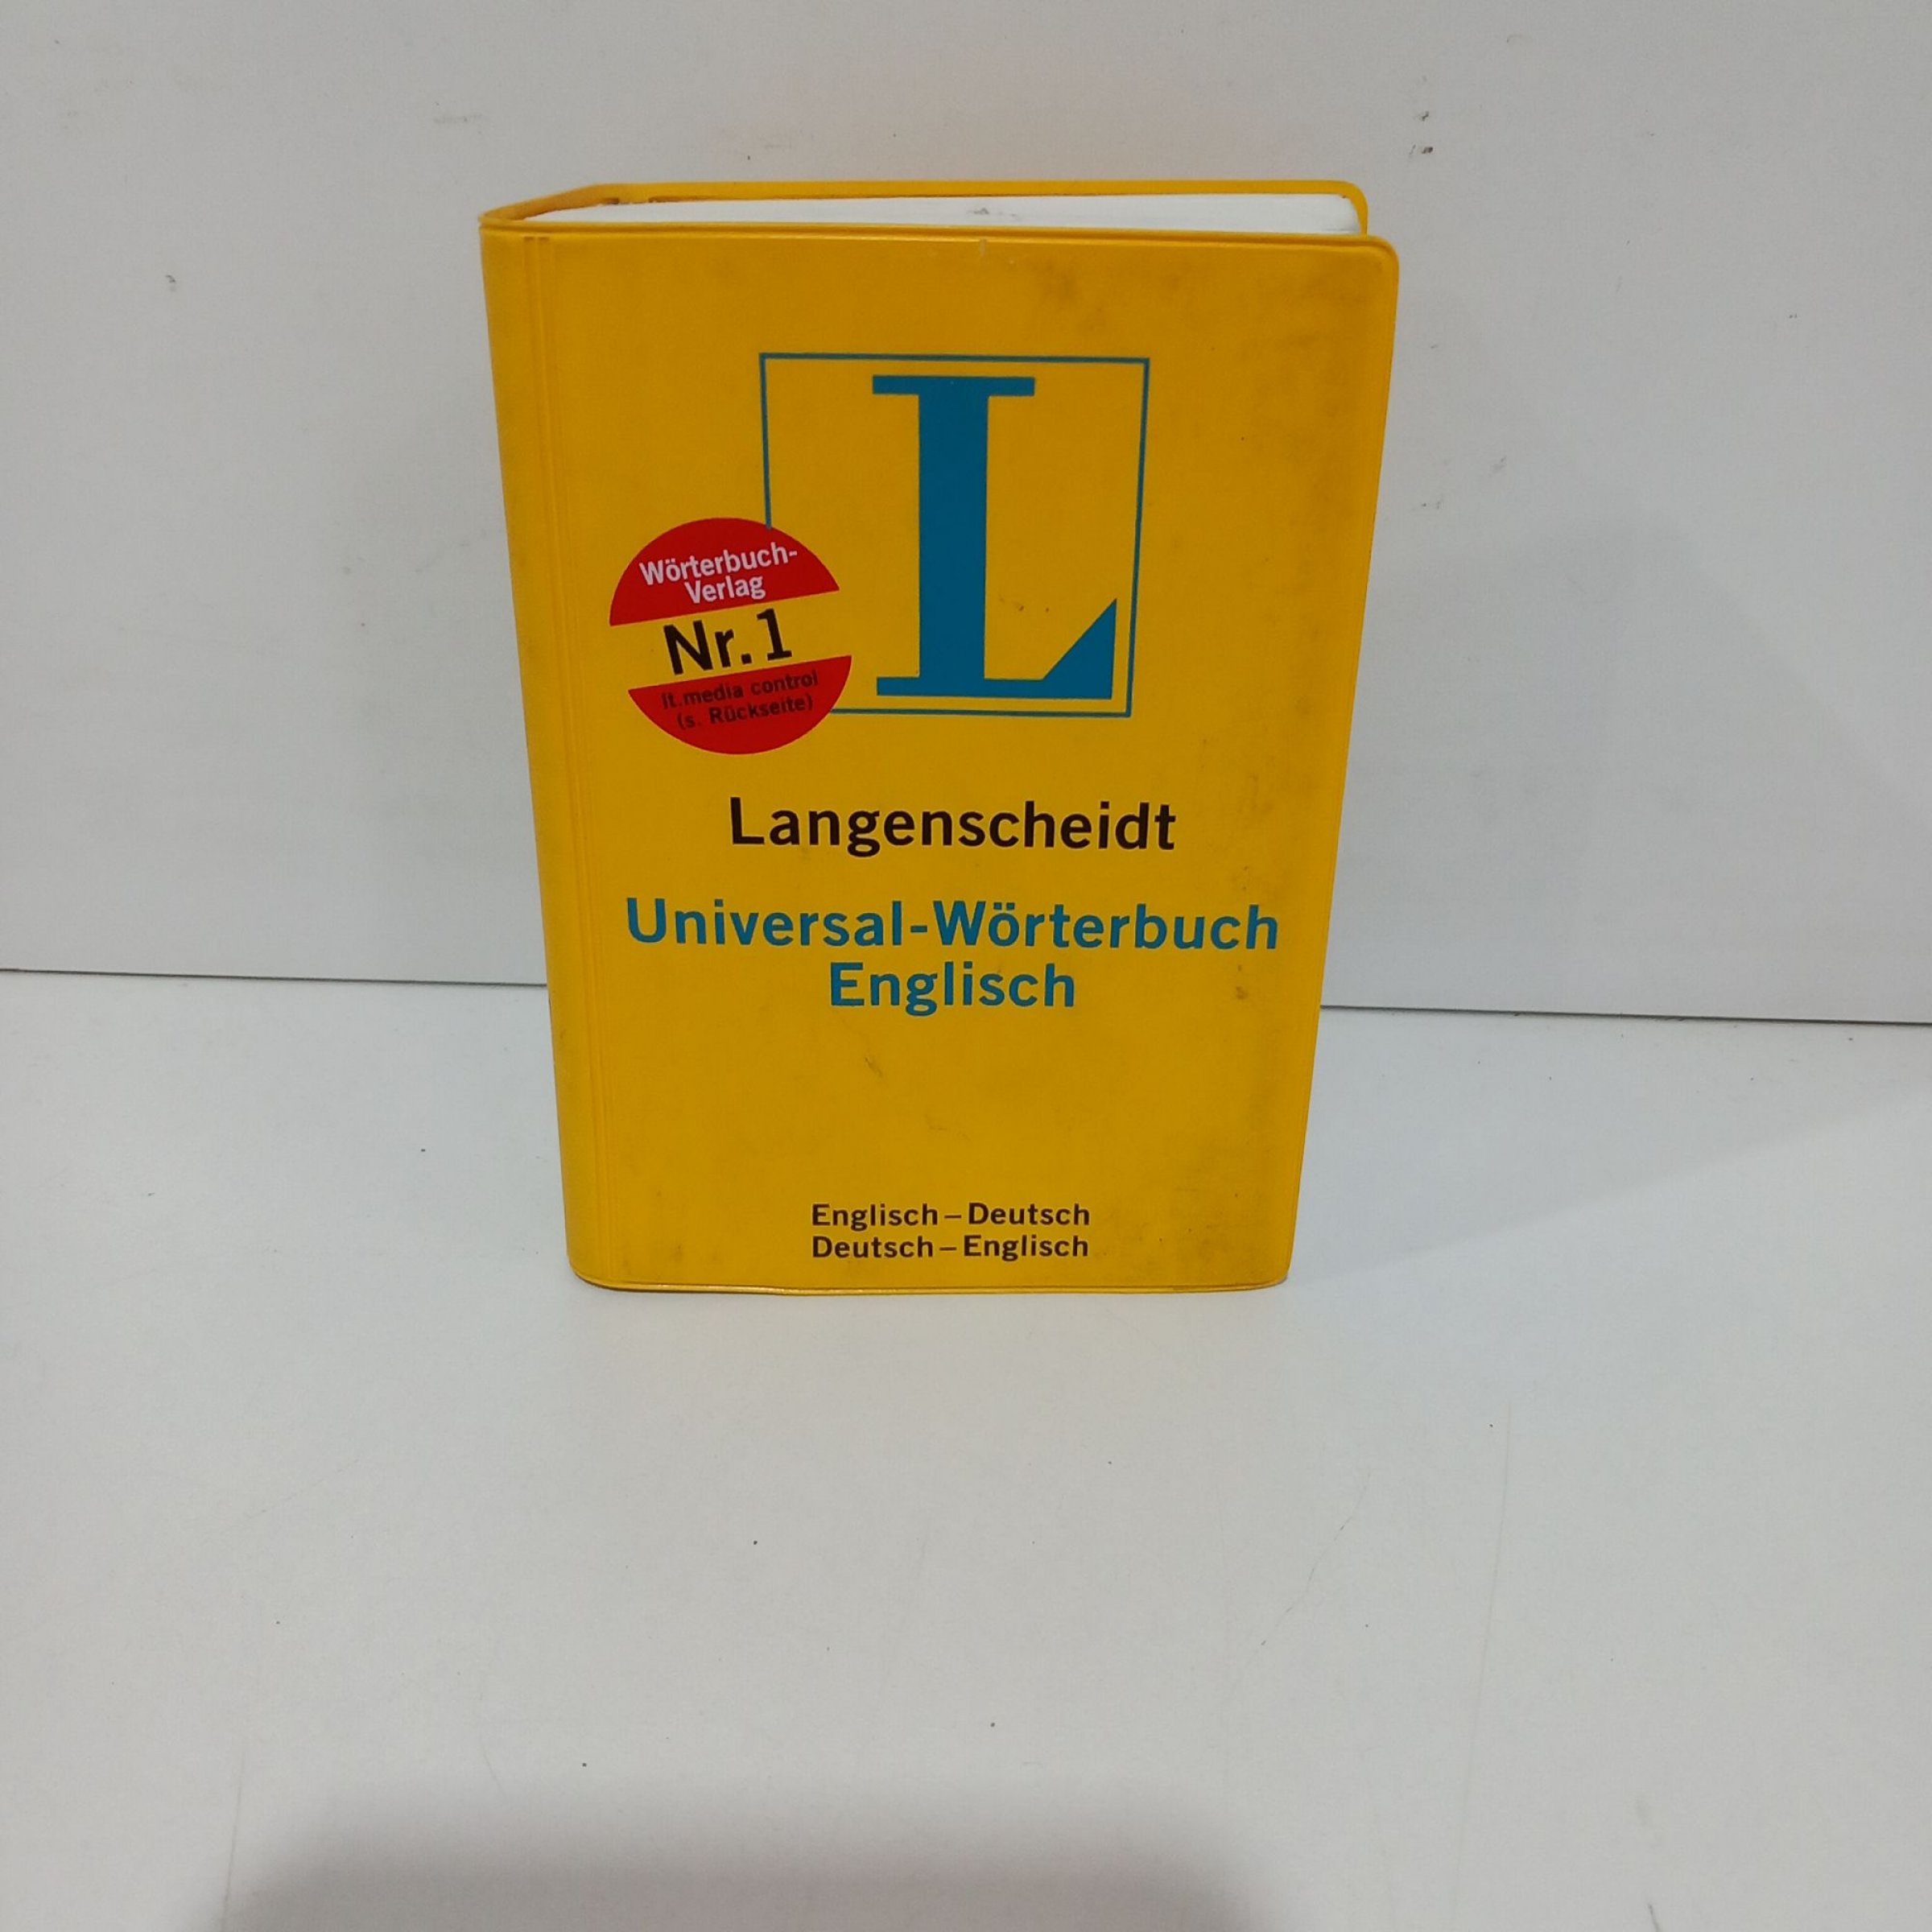 L
Wörterbuch-
Verlag
Nr. 1
lt. media control
(s. Rückseite)
Langenscheidt
Universal-Wörterbuch
Englisch
Englisch – Deutsch
Deutsch – Englisch